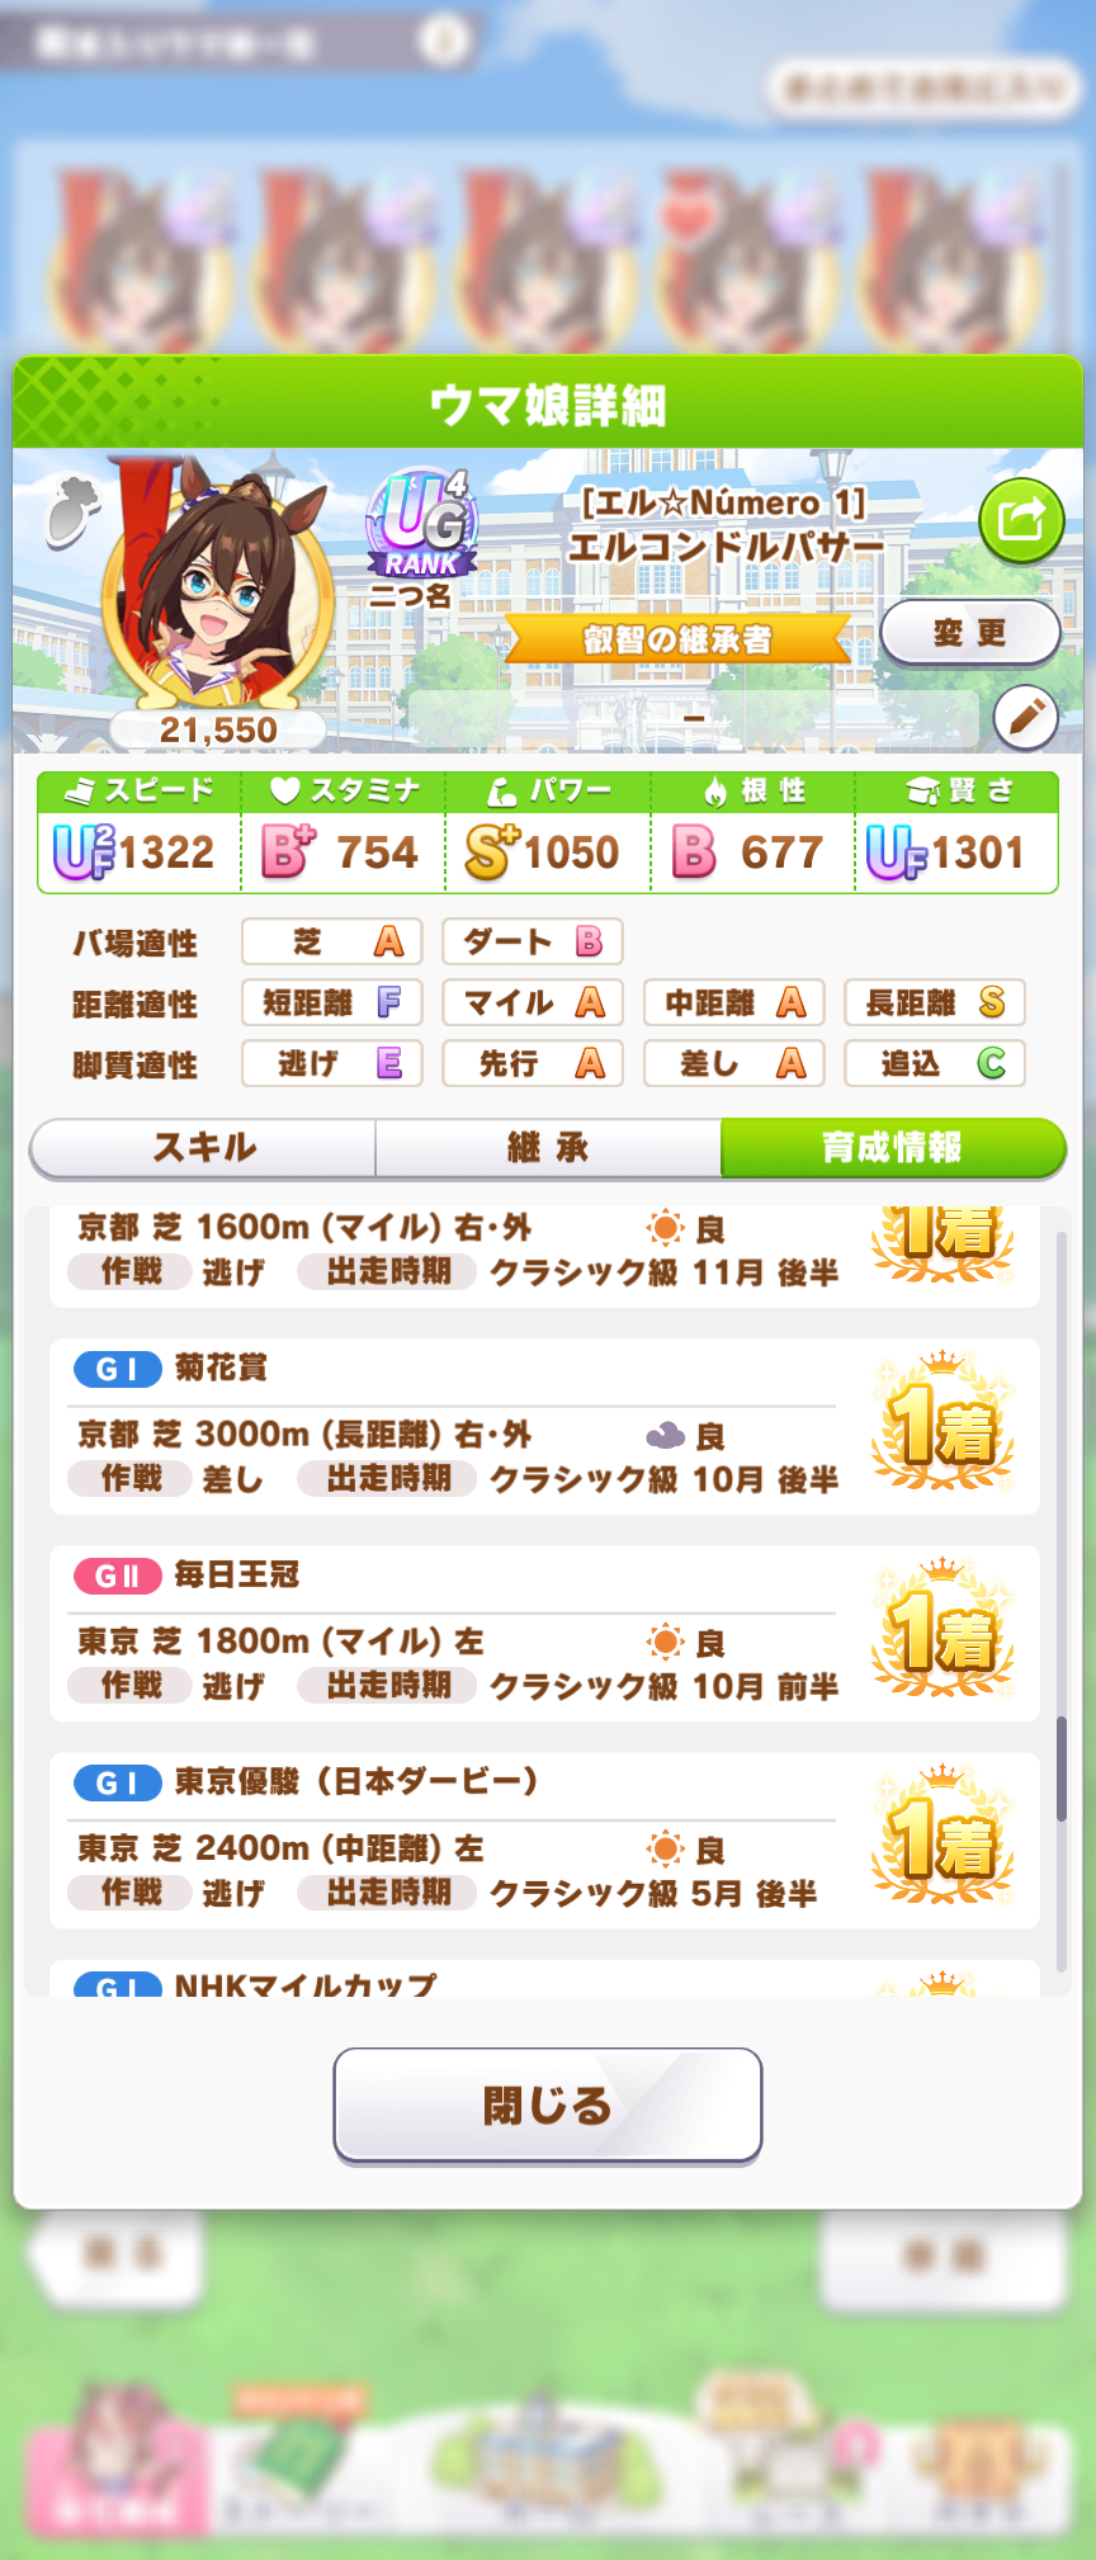 ウマ娘詳細
UG4
RANK
二つ名
[エル☆Número 1]
エルコンドルパサー
叡智の継承者
変更
21,550
–
スピード スタミナ パワー 根性 賢さ
UF2 1322 B+ 754 S+ 1050 B 677 UF 1301
バ場適性 芝 A ダート B
距離適性 短距離 F マイル A 中距離 A 長距離 S
脚質適性 逃げ E 先行 A 差し A 追込 C
スキル 継承 育成情報
京都 芝 1600m (マイル) 右・外 良
作戦 逃げ 出走時期 クラシック級 11月 後半
1着
GI 菊花賞
京都 芝 3000m (長距離) 右・外 良
作戦 差し 出走時期 クラシック級 10月 後半
1着
GII 毎日王冠
東京 芝 1800m (マイル) 左 良
作戦 逃げ 出走時期 クラシック級 10月 前半
1着
GI 東京優駿（日本ダービー）
東京 芝 2400m (中距離) 左 良
作戦 逃げ 出走時期 クラシック級 5月 後半
1着
GI NHKマイルカップ
閉じる